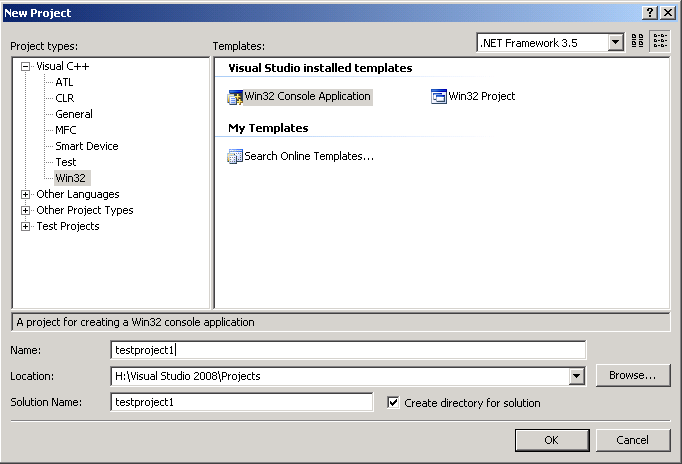 New Project
Project types:
Templates:
.NET Framework 3.5
Visual C++
ATL
CLR
General
MFC
Smart Device
Test
Win32
Other Languages
Other Project Types
Test Projects
Visual Studio installed templates
Win32 Console Application
Win32 Project
My Templates
Search Online Templates...
A project for creating a Win32 console application
Name:
testproject1
Location:
H:\Visual Studio 2008\Projects
Browse...
Solution Name:
testproject1
Create directory for solution
OK
Cancel